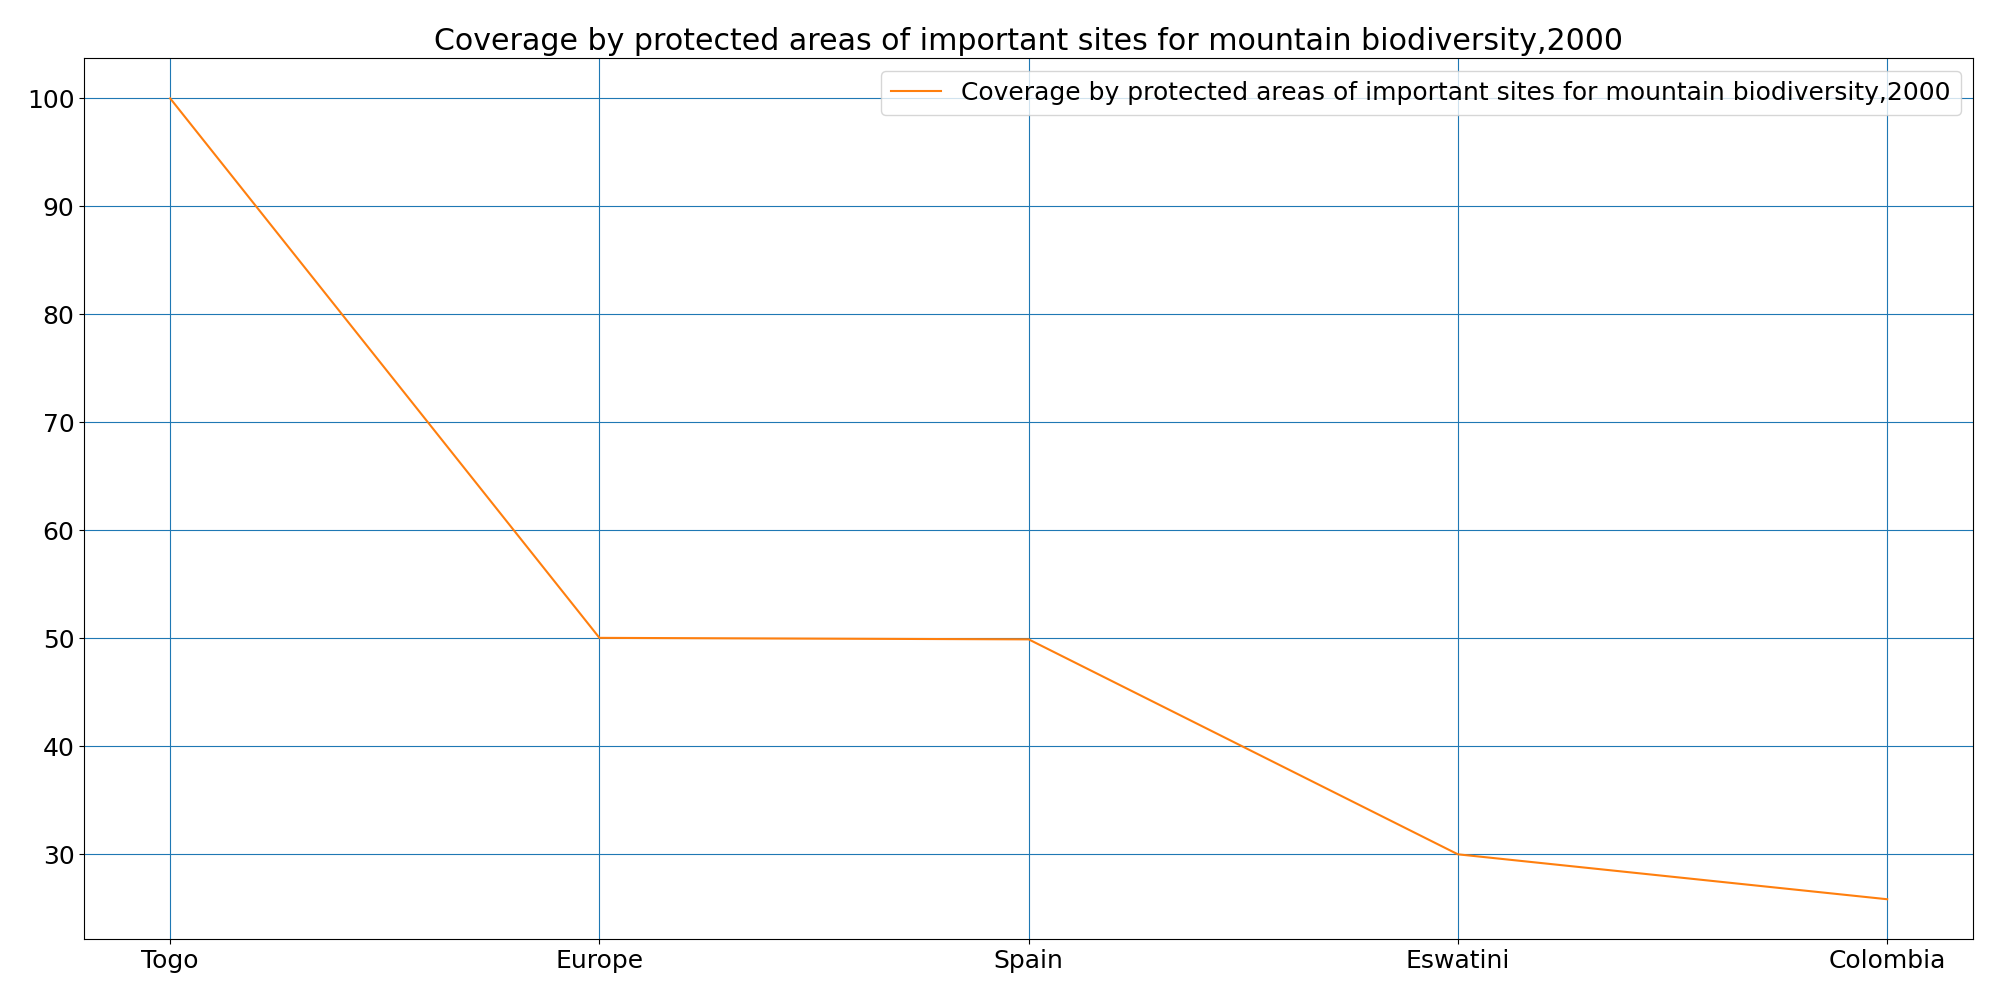 Coverage by protected areas of important sites for mountain biodiversity,2000
Coverage by protected areas of important sites for mountain biodiversity,2000
100
90
80
70
60
50
40
30
Togo Europe Spain Eswatini Colombia